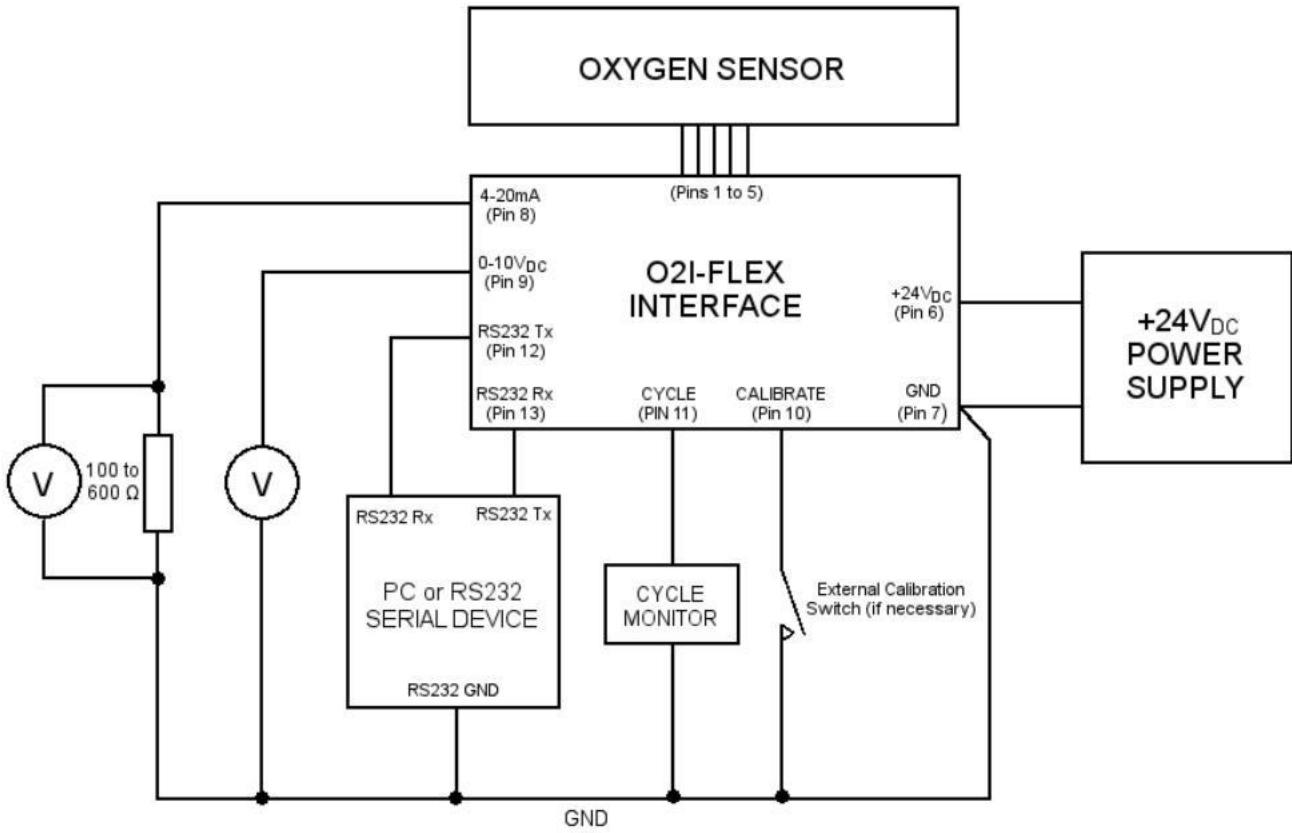 OXYGEN SENSOR
(Pins 1 to 5)
4-20mA
(Pin 8)
0-10VDC
(Pin 9)
O2I-FLEX
INTERFACE
+24VDC
(Pin 6)
+24VDC
POWER
SUPPLY
RS232 Tx
(Pin 12)
RS232 Rx
(Pin 13)
CYCLE
(PIN 11)
CALIBRATE
(Pin 10)
GND
(Pin 7)
V
100 to
600 Ω
V
RS232 Rx
RS232 Tx
PC or RS232
SERIAL DEVICE
RS232 GND
CYCLE
MONITOR
External Calibration
Switch (if necessary)
GND